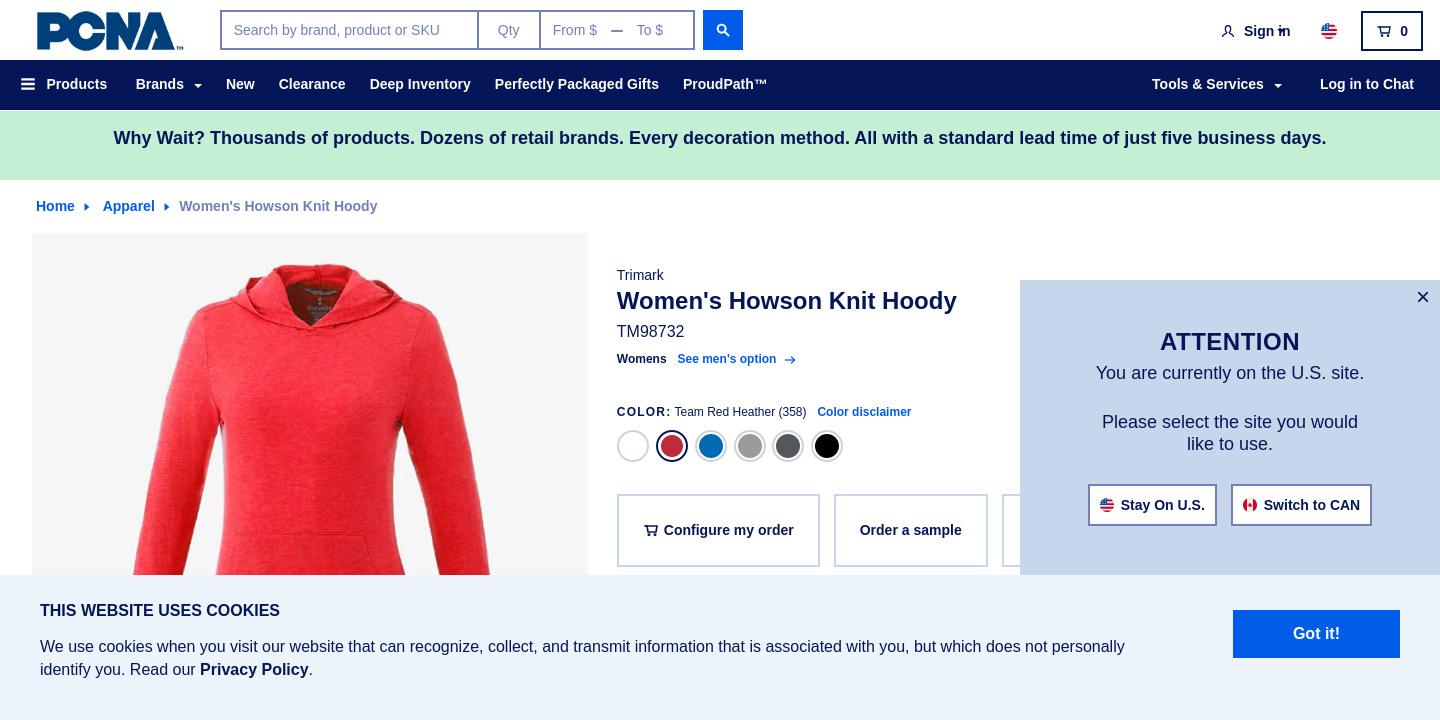 PCNA™
Search by brand, product or SKU
Qty
From $ — To $
Sign in
0
Products
Brands
New
Clearance
Deep Inventory
Perfectly Packaged Gifts
ProudPath™
Tools & Services
Log in to Chat
Why Wait? Thousands of products. Dozens of retail brands. Every decoration method. All with a standard lead time of just five business days.
Home
Apparel
Women's Howson Knit Hoody
Trimark
Women's Howson Knit Hoody
TM98732
Womens See men's option
COLOR: Team Red Heather (358) Color disclaimer
Configure my order
Order a sample
ATTENTION
You are currently on the U.S. site.
Please select the site you would
like to use.
Stay On U.S.
Switch to CAN
THIS WEBSITE USES COOKIES
We use cookies when you visit our website that can recognize, collect, and transmit information that is associated with you, but which does not personally
identify you. Read our Privacy Policy.
Got it!